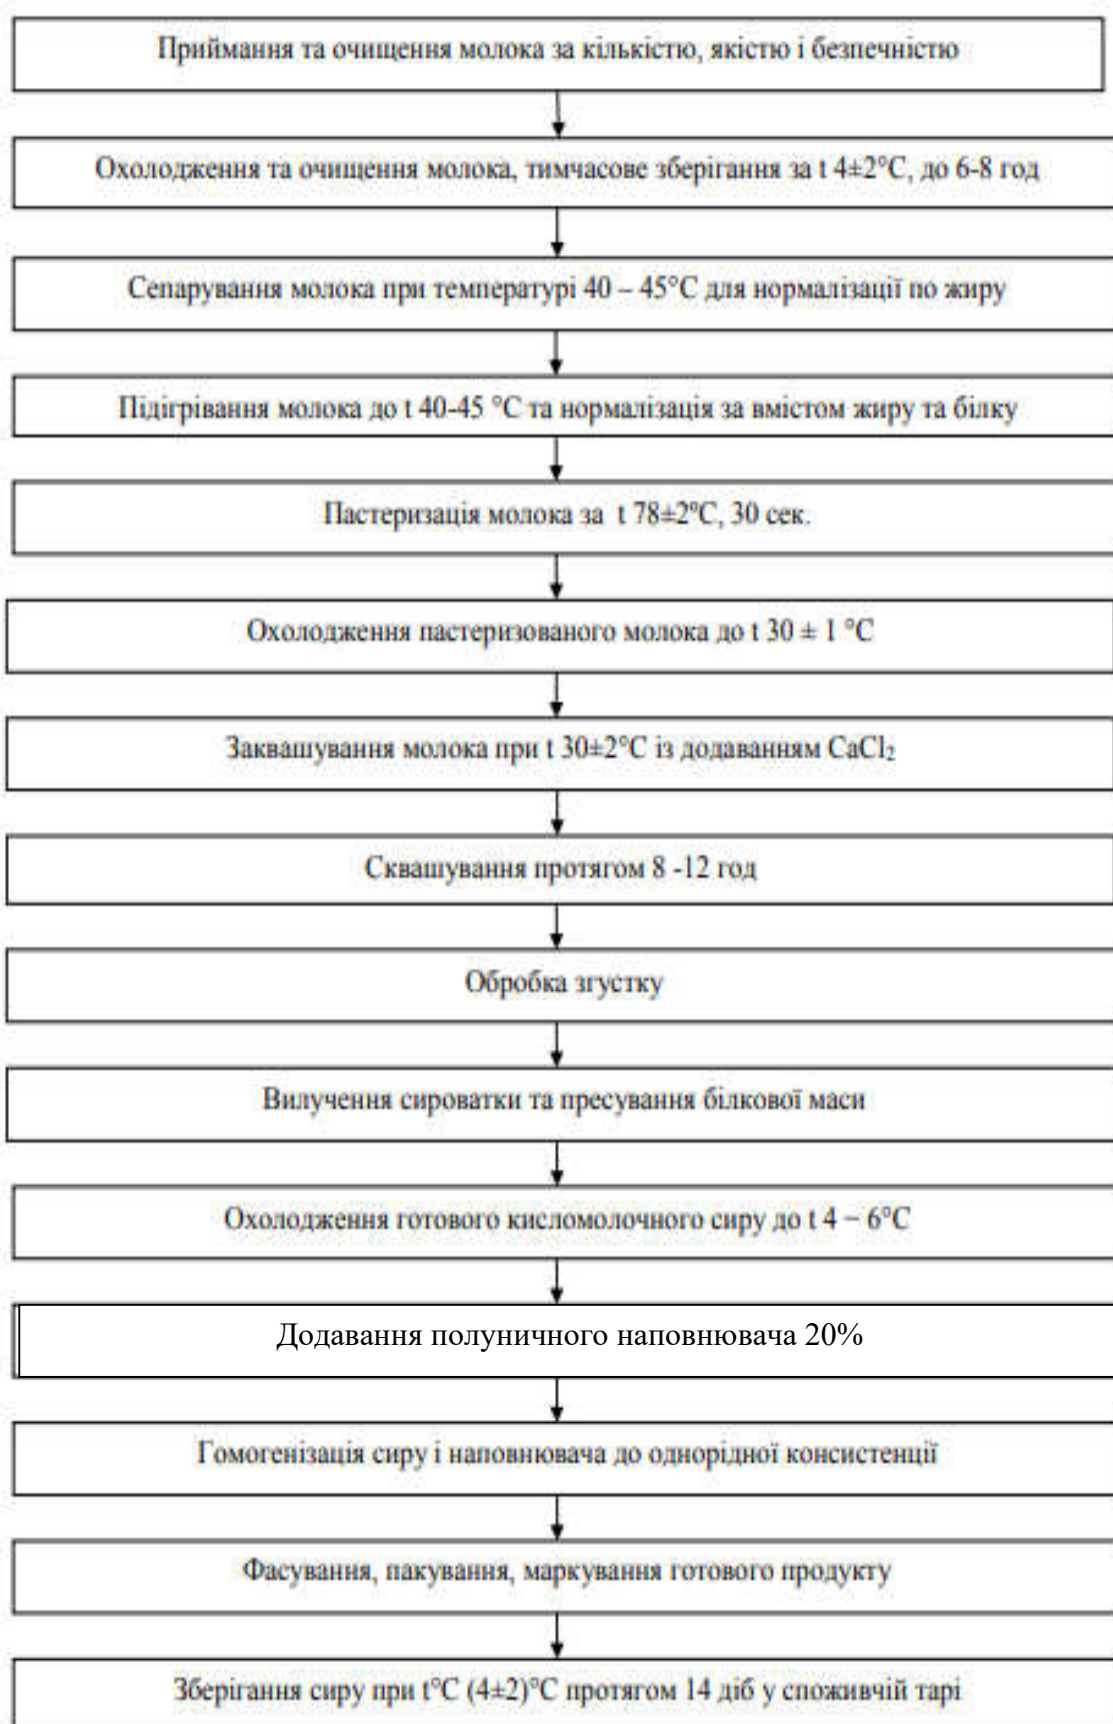 Приймання та очищення молока за кількістю, якістю і безпечністю
Охолодження та очищення молока, тимчасове зберігання за t 4±2°С, до 6-8 год
Сепарування молока при температурі 40 – 45°С для нормалізації по жиру
Підігрівання молока до t 40-45 °С та нормалізація за вмістом жиру та білку
Пастеризація молока за t 78±2°С, 30 сек.
Охолодження пастеризованого молока до t 30 ± 1 °С
Заквашування молока при t 30±2°С із додаванням CaCl₂
Сквашування протягом 8 -12 год
Обробка згустку
Вилучення сироватки та пресування білкової маси
Охолодження готового кисломолочного сиру до t 4 – 6°С
Додавання полуничного наповнювача 20%
Гомогенізація сиру і наповнювача до однорідної консистенції
Фасування, пакування, маркування готового продукту
Зберігання сиру при t°С (4±2)°С протягом 14 діб у споживчій тарі